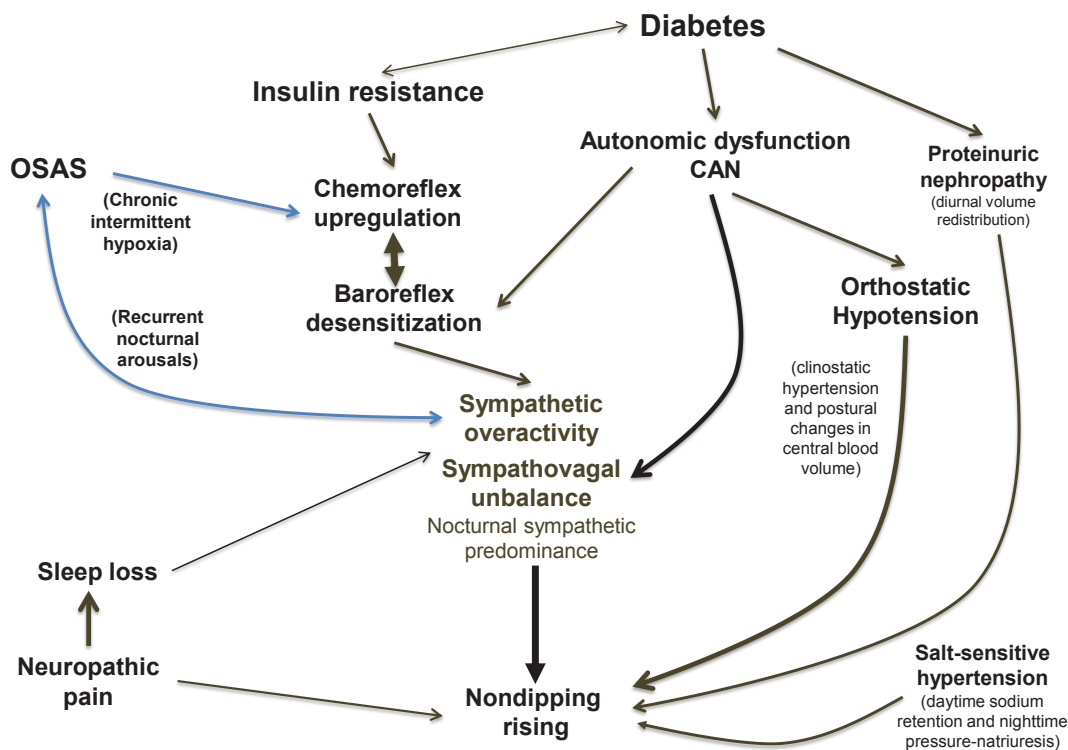 Diabetes
Insulin resistance
Autonomic dysfunction
CAN
Proteinuric
nephropathy
(diurnal volume
redistribution)
OSAS
(Chronic
intermittent
hypoxia)
Chemoreflex
upregulation
Baroreflex
desensitization
Orthostatic
Hypotension
(Recurrent
nocturnal
arousals)
(clinostatic
hypertension
and postural
changes in
central blood
volume)
Sympathetic
overactivity
Sympathovagal
unbalance
Nocturnal sympathetic
predominance
Sleep loss
Neuropathic
pain
Nondipping
rising
Salt-sensitive
hypertension
(daytime sodium
retention and nighttime
pressure-natriuresis)